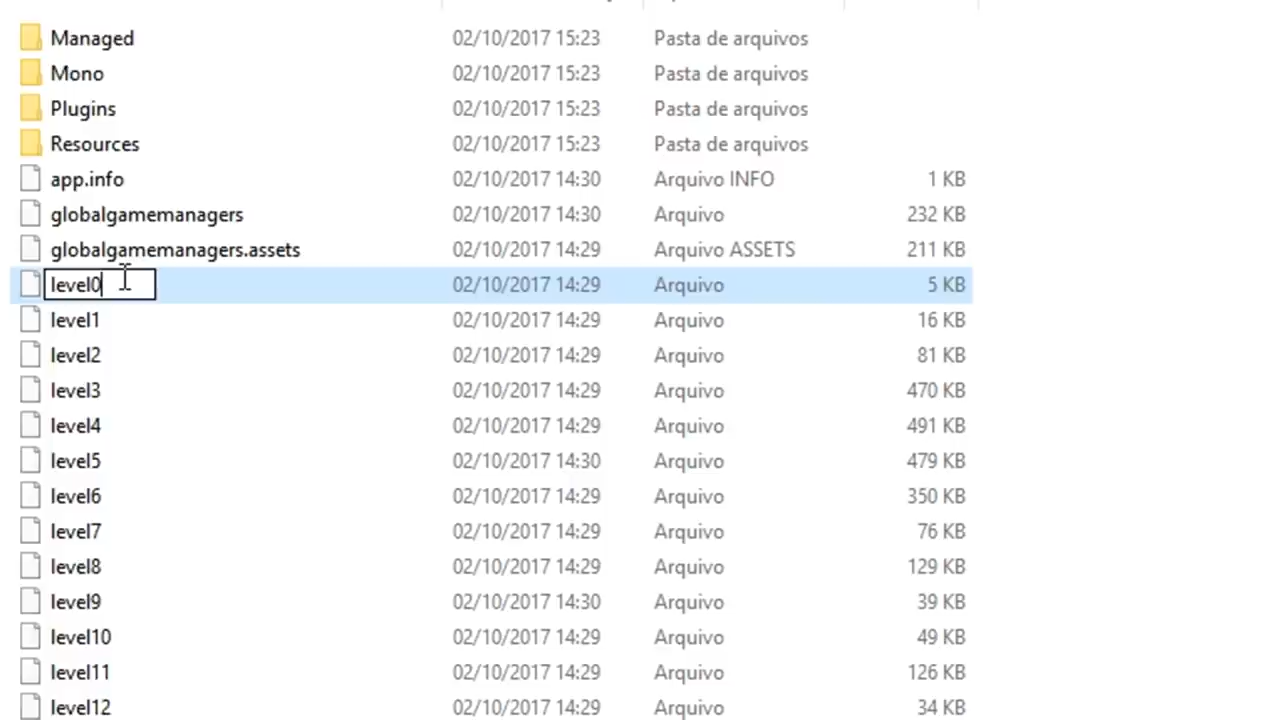 Managed 02/10/2017 15:23 Pasta de arquivos
Mono 02/10/2017 15:23 Pasta de arquivos
Plugins 02/10/2017 15:23 Pasta de arquivos
Resources 02/10/2017 15:23 Pasta de arquivos
app.info 02/10/2017 14:30 Arquivo INFO 1 KB
globalgamemanagers 02/10/2017 14:30 Arquivo 232 KB
globalgamemanagers.assets 02/10/2017 14:29 Arquivo ASSETS 211 KB
level0 02/10/2017 14:29 Arquivo 5 KB
level1 02/10/2017 14:29 Arquivo 16 KB
level2 02/10/2017 14:29 Arquivo 81 KB
level3 02/10/2017 14:29 Arquivo 470 KB
level4 02/10/2017 14:29 Arquivo 491 KB
level5 02/10/2017 14:30 Arquivo 479 KB
level6 02/10/2017 14:29 Arquivo 350 KB
level7 02/10/2017 14:29 Arquivo 76 KB
level8 02/10/2017 14:29 Arquivo 129 KB
level9 02/10/2017 14:30 Arquivo 39 KB
level10 02/10/2017 14:29 Arquivo 49 KB
level11 02/10/2017 14:29 Arquivo 126 KB
level12 02/10/2017 14:29 Arquivo 34 KB